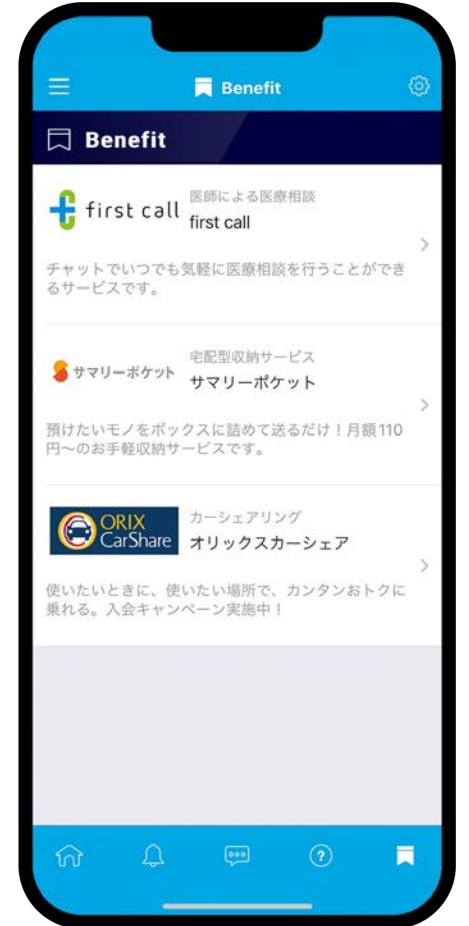 Benefit
Benefit
first call
医師による医療相談
first call
チャットでいつでも気軽に医療相談を行うことができ
るサービスです。
サマリーポケット
宅配型収納サービス
サマリーポケット
預けたいモノをボックスに詰めて送るだけ！月額110
円〜のお手軽収納サービスです。
ORIX
CarShare
カーシェアリング
オリックスカーシェア
使いたいときに、使いたい場所で、カンタンおトクに
乗れる。入会キャンペーン実施中！